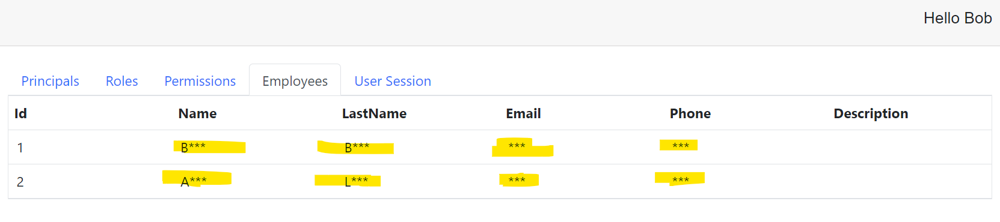 Hello Bob
Principals Roles Permissions Employees User Session
Id Name LastName Email Phone Description
1 B*** B*** *** ***
2 A*** L*** *** ***